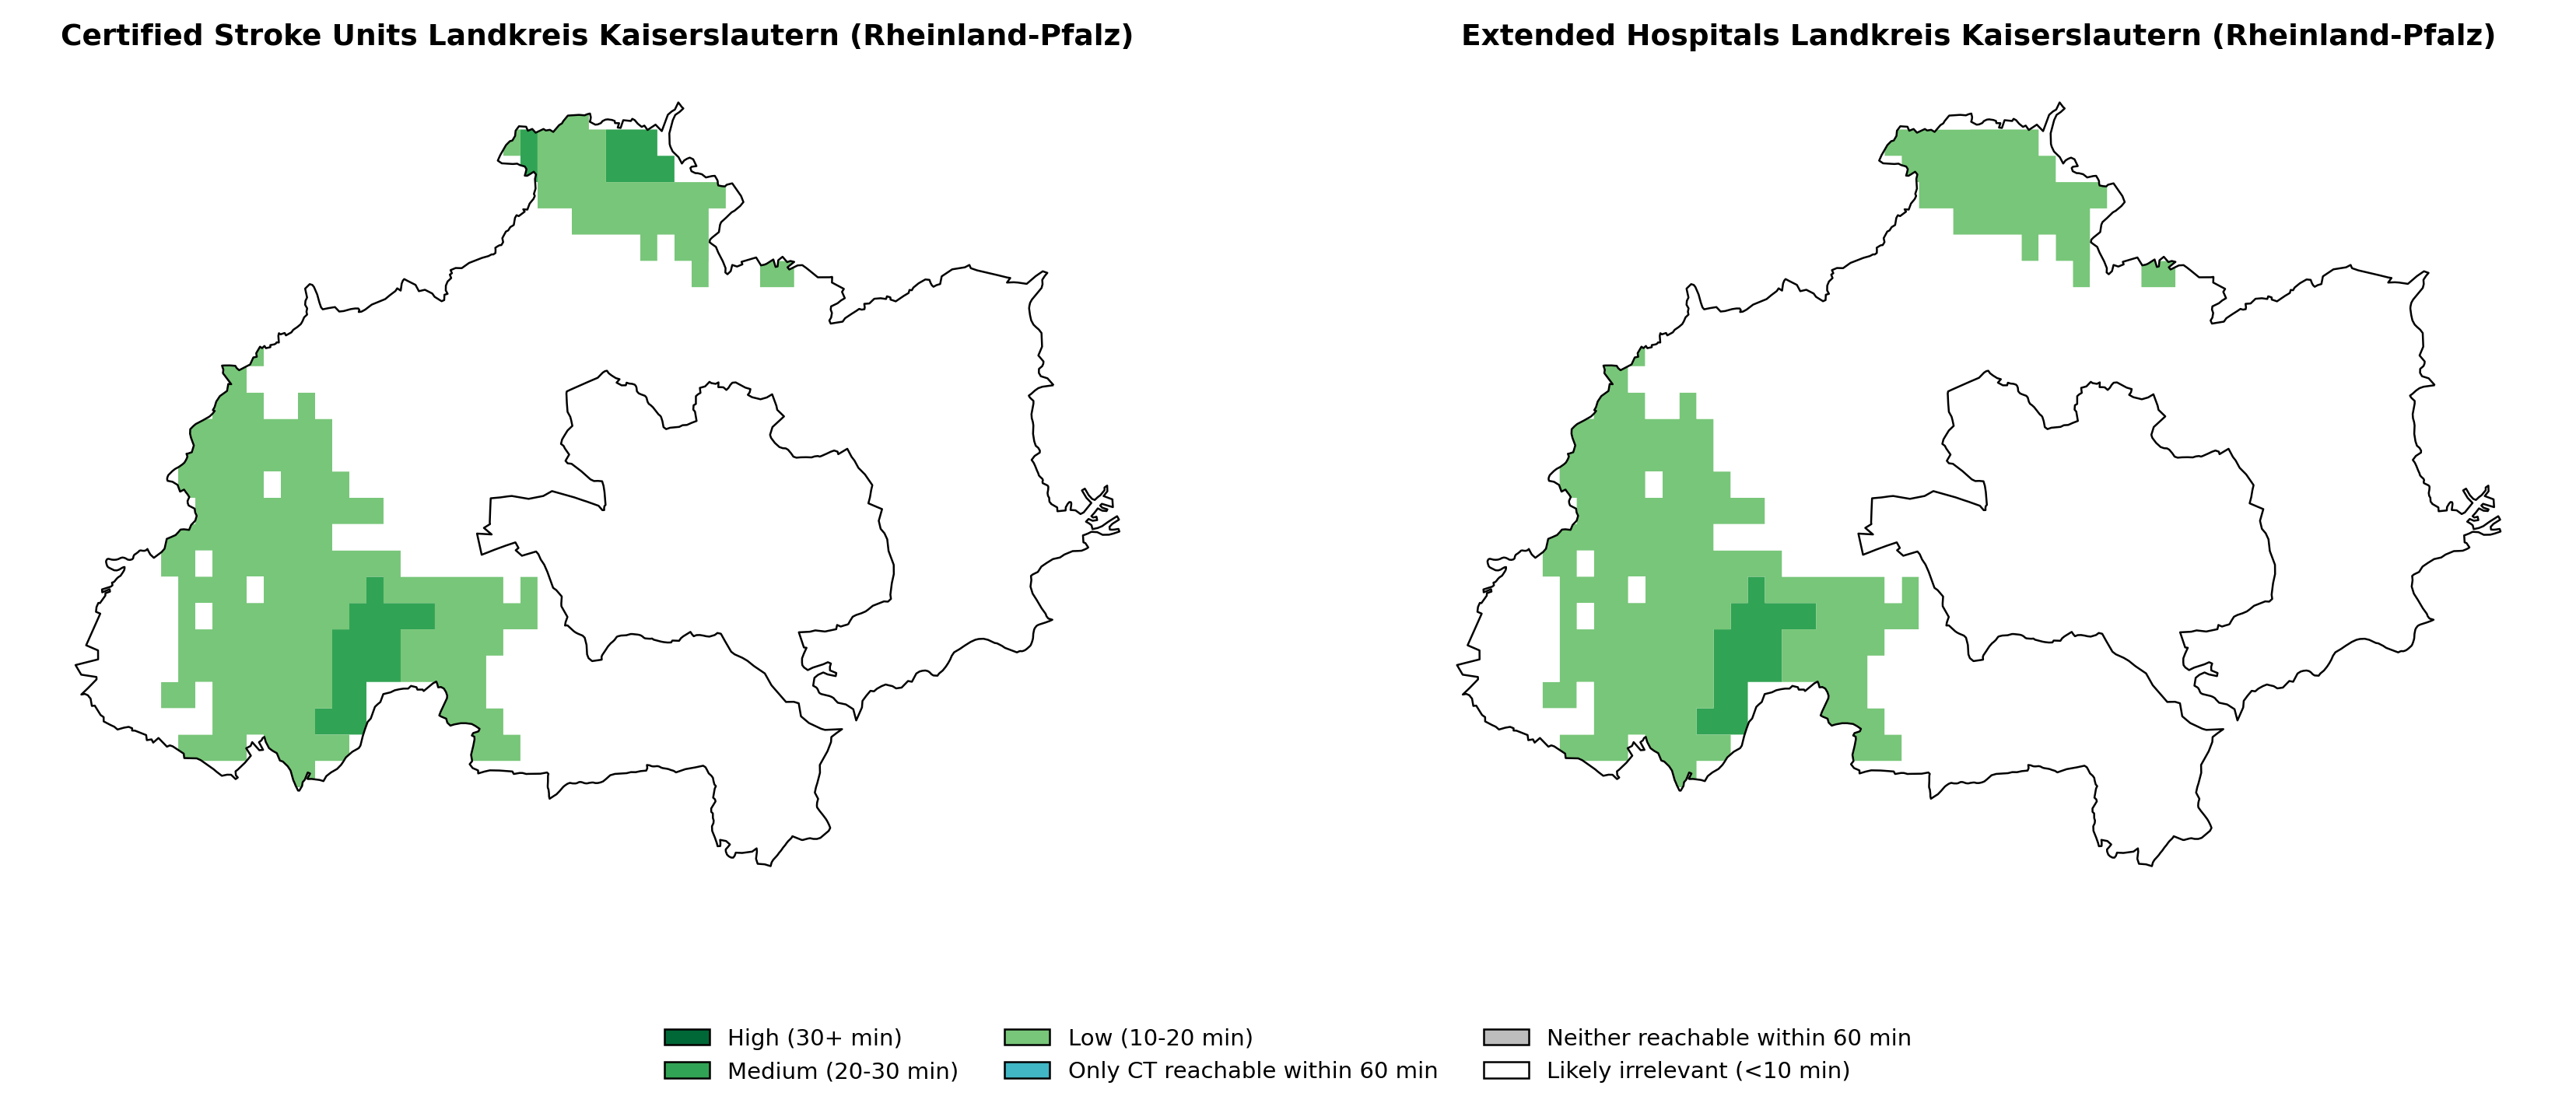 Certified Stroke Units Landkreis Kaiserslautern (Rheinland-Pfalz)
Extended Hospitals Landkreis Kaiserslautern (Rheinland-Pfalz)
High (30+ min)
Medium (20-30 min)
Low (10-20 min)
Only CT reachable within 60 min
Neither reachable within 60 min
Likely irrelevant (<10 min)